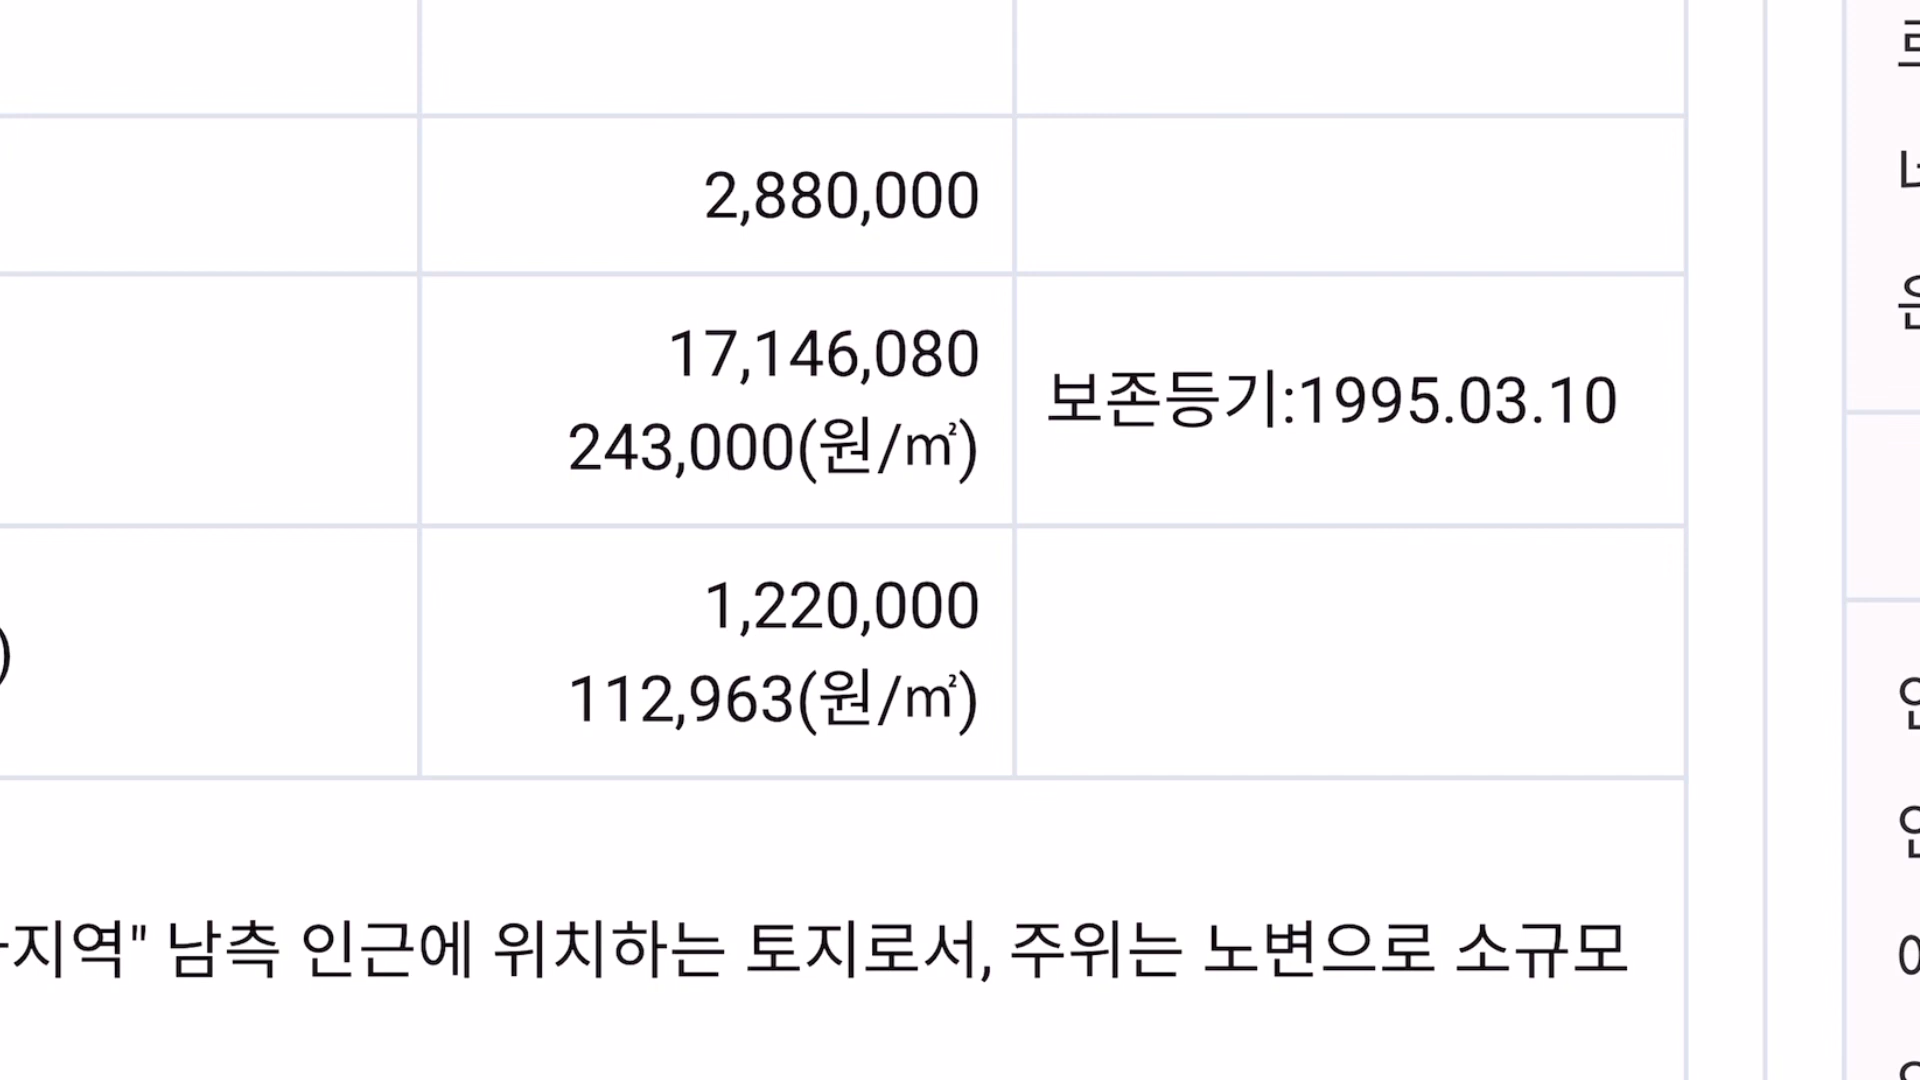 2,880,000
17,146,080
243,000(원/㎡)
보존등기:1995.03.10
1,220,000
112,963(원/㎡)
)
지역" 남측 인근에 위치하는 토지로서, 주위는 노변으로 소규모